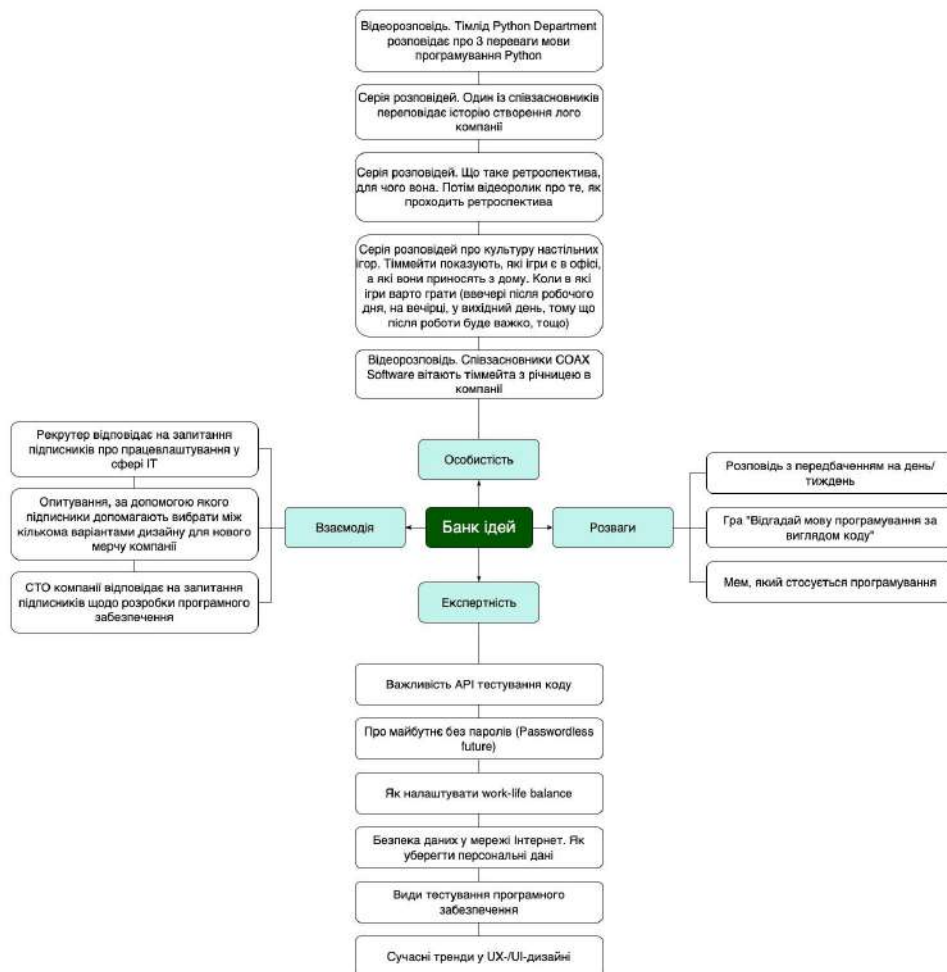 Відеорозповідь. Тімлід Python Department
розповідає про 3 переваги мови
програмування Python
Серія розповідей. Один із співзасновників
переповідає історію створення лого
компанії
Серія розповідей. Що таке ретроспектива,
для чого вона. Потім відеоролик про те, як
проходить ретроспектива
Серія розповідей про культуру настільних
ігор. Тіммейти показують, які ігри є в офісі,
а які вони приносять з дому. Коли в які
ігри варто грати (ввечері після робочого
дня, на вечірці, у вихідний день, тому що
після роботи буде важко, тощо)
Відеорозповідь. Співзасновники COAX
Software вітають тіммейта з річницею в
компанії
Особистість
Рекрутер відповідає на запитання
підписників про працевлаштування у
сфері ІТ
Опитування, за допомогою якого
підписники допомагають вибрати між
кількома варіантами дизайну для нового
мерчу компанії
СТО компанії відповідає на запитання
підписників щодо розробки програмного
забезпечення
Взаємодія
Банк ідей
Розваги
Розповідь з передбаченням на день/
тиждень
Гра "Відгадай мову програмування за
виглядом коду"
Мем, який стосується програмування
Експертність
Важливість API тестування коду
Про майбутнє без паролів (Passwordless
future)
Як налаштувати work-life balance
Безпека даних у мережі Інтернет. Як
уберегти персональні дані
Види тестування програмного
забезпечення
Сучасні тренди у UX-/UI-дизайні